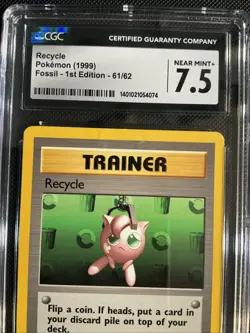 CGC
CERTIFIED GUARANTY COMPANY
Recycle
Pokémon (1999)
Fossil - 1st Edition - 61/62
1401021054074
NEAR MINT+
7.5
TRAINER
Recycle
Flip a coin. If heads, put a card in
your discard pile on top of your
deck.